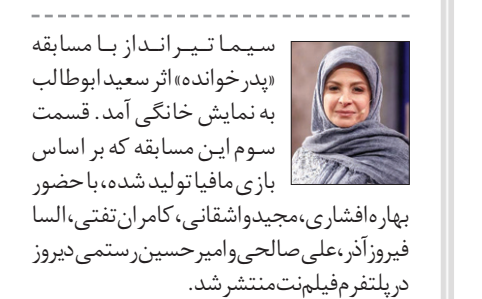 سیما تیرانداز با مسابقه
«پدرخوانده» اثر سعید ابوطالب
به نمایش خانگی آمد. قسمت
سوم این مسابقه که بر اساس
بازی مافیا تولید شده، با حضور
بهاره افشاری، مجید واشقانی، کامران تفتی، السا
فیروزآذر، علی صالحی و امیرحسین رستمی دیروز
در پلتفرم فیلم‌نت منتشر شد.